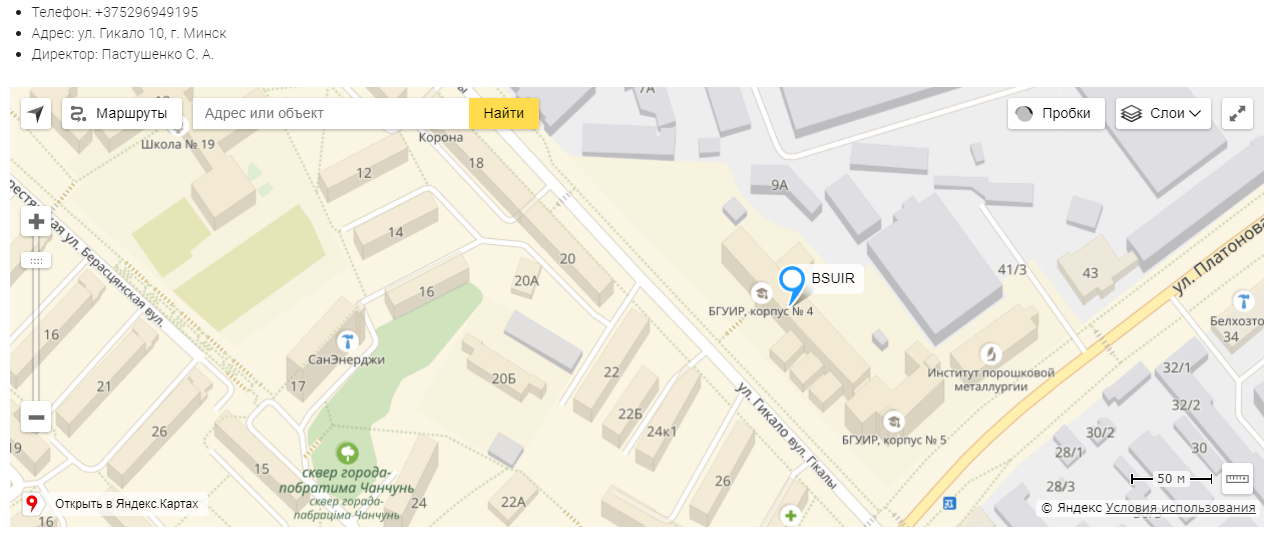 Телефон: +375296949195
Адрес: ул. Гикало 10, г. Минск
Директор: Пастушенко С. А.
7А
Маршруты
Адрес или объект
Найти
Пробки
Слои
Школа № 19
Корона
18
12
9А
14
20
20А
16
41/3
43
ул. Платонова
BSUIR
БГУИР, корпус № 4
ул. Берасцянская вул.
16
СанЭнерджи
17
21
26
19
20Б
22
22Б
24к1
Институт порошковой
металлургии
Белхозто
34
32/1
32/2
30/2
30
28/1
28/3
БГУИР, корпус № 5
ул. Гикало вул. Гікалы
15
сквер города-
побратима Чанчунь
сквер горада-
пабраціма Чанчунь
24
22А
26
16
Открыть в Яндекс.Картах
50 м
© Яндекс Условия использования